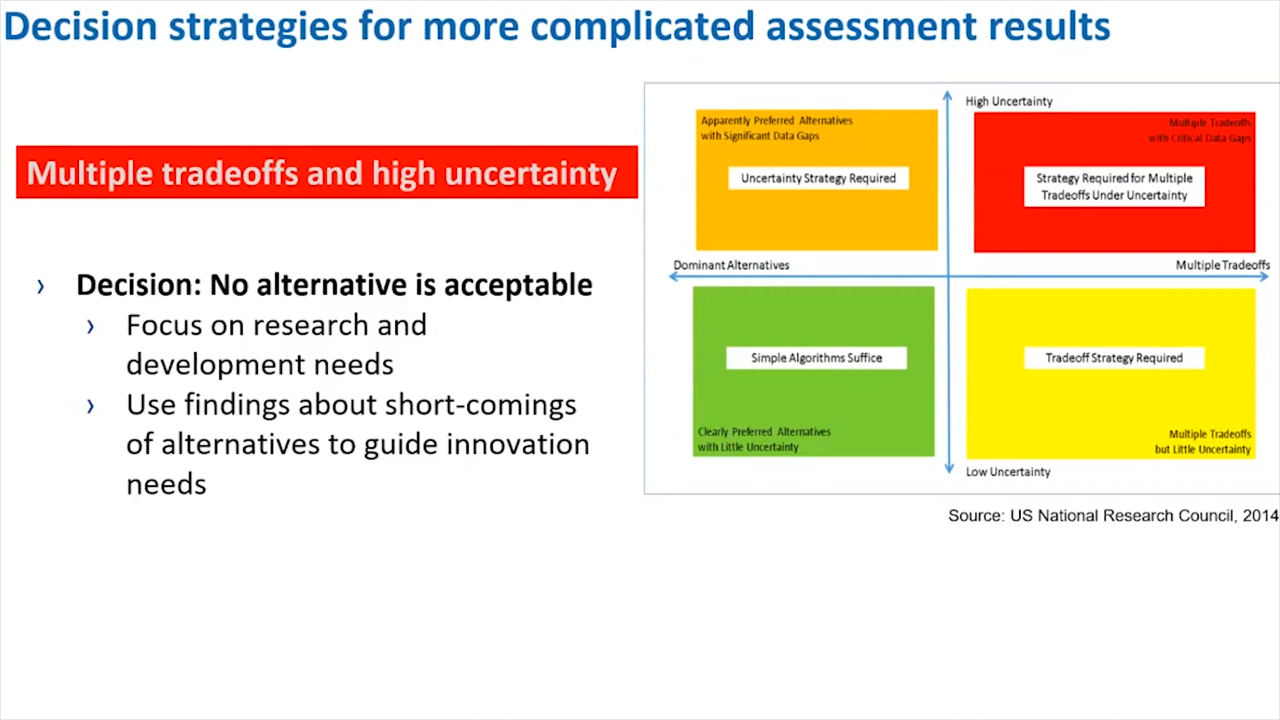 Decision strategies for more complicated assessment results
Multiple tradeoffs and high uncertainty
› Decision: No alternative is acceptable
› Focus on research and
development needs
› Use findings about short-comings
of alternatives to guide innovation
needs
High Uncertainty
Apparently Preferred Alternatives
with Significant Data Gaps
Uncertainty Strategy Required
Multiple Tradeoffs
with Critical Data Gaps
Strategy Required for Multiple
Tradeoffs Under Uncertainty
Dominant Alternatives
Multiple Tradeoffs
Simple Algorithms Suffice
Clearly Preferred Alternatives
with Little Uncertainty
Tradeoff Strategy Required
Multiple Tradeoffs
but Little Uncertainty
Low Uncertainty
Source: US National Research Council, 2014